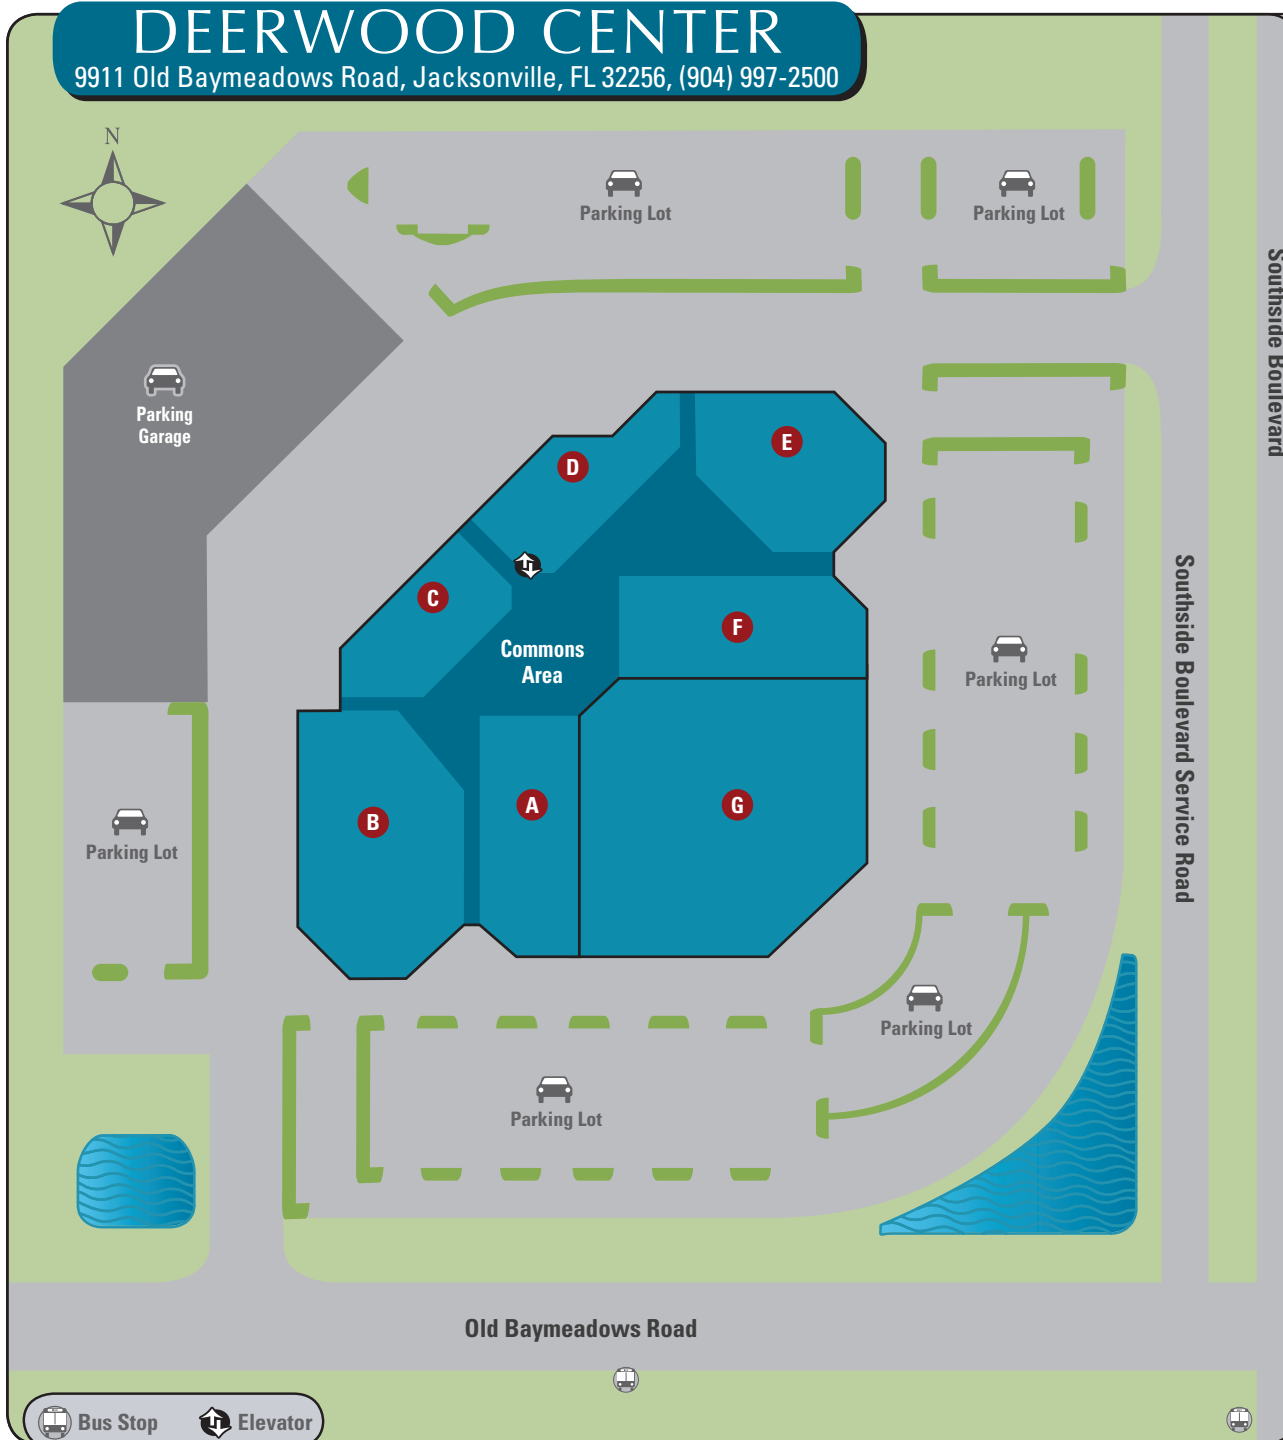 DEERWOOD CENTER
9911 Old Baymeadows Road, Jacksonville, FL 32256, (904) 997-2500
N
Parking Lot
Parking Lot
Southside Boulevard
Parking
Garage
E
D
C
F
Commons
Area
Parking Lot
Southside Boulevard Service Road
A
G
B
Parking Lot
Parking Lot
Parking Lot
Old Baymeadows Road
Bus Stop
Elevator